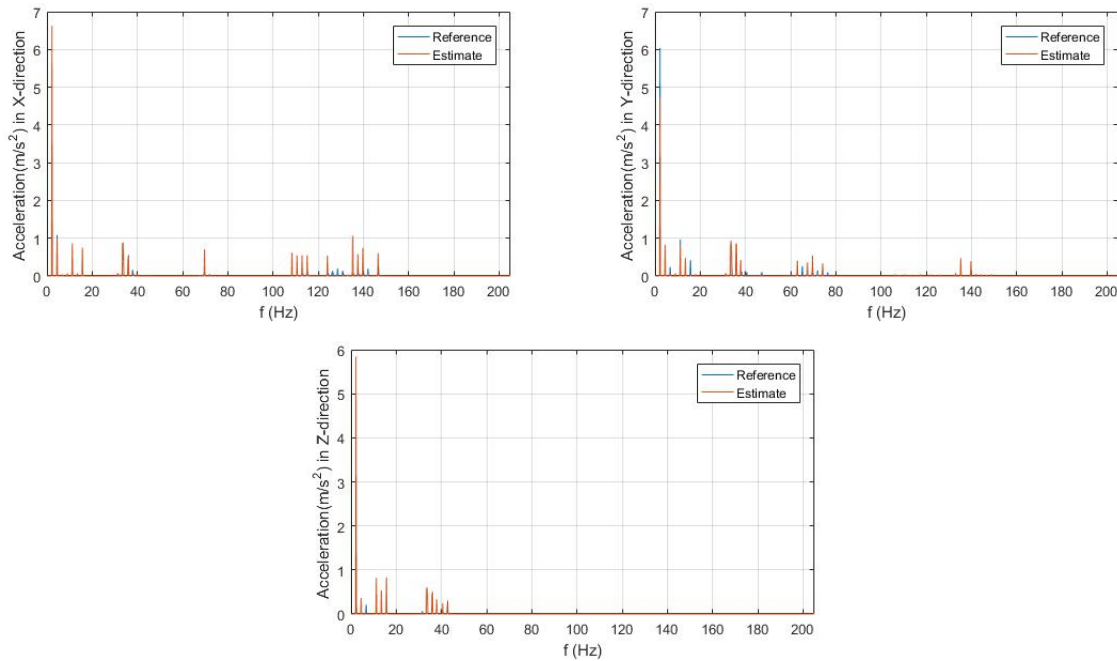 Acceleration(m/s²) in X-direction
7
6
5
4
3
2
1
0
0 20 40 60 80 100 120 140 160 180 200
f (Hz)
Reference
Estimate
Acceleration(m/s²) in Y-direction
7
6
5
4
3
2
1
0
0 20 40 60 80 100 120 140 160 180 200
f (Hz)
Reference
Estimate
Acceleration(m/s²) in Z-direction
6
5
4
3
2
1
0
0 20 40 60 80 100 120 140 160 180 200
f (Hz)
Reference
Estimate